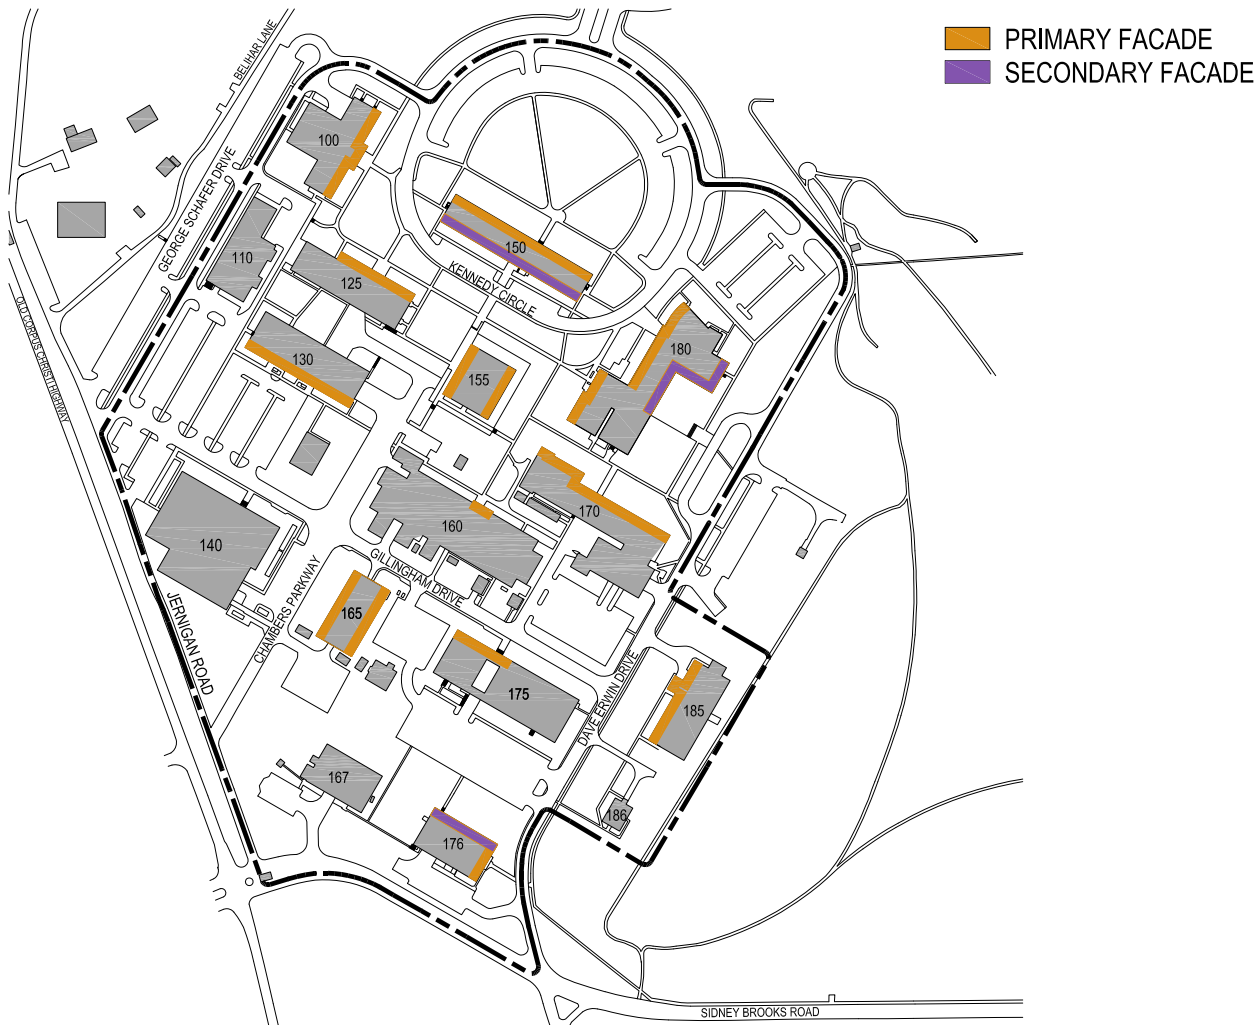 PRIMARY FACADE
SECONDARY FACADE
BELIHAR LANE
GEORGE SCHAFER DRIVE
OLD CORPUS CHRISTI HIGHWAY
100
110
125
150
KENNEDY CIRCLE
130
155
180
140
160
170
GILLINGHAM DRIVE
CHAMBERS PARKWAY
JERNIGAN ROAD
165
175
DAVE ERWIN DRIVE
185
167
176
186
SIDNEY BROOKS ROAD